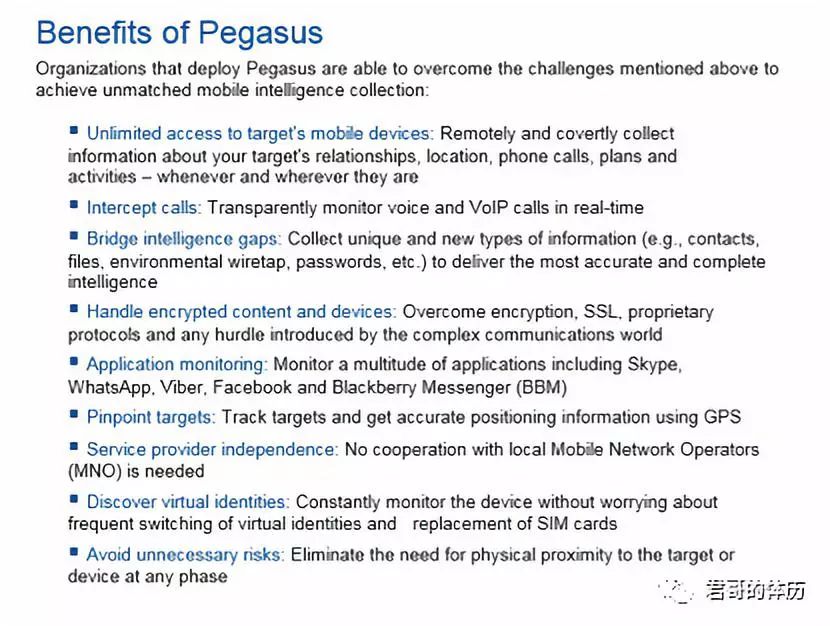 Benefits of Pegasus
Organizations that deploy Pegasus are able to overcome the challenges mentioned above to
achieve unmatched mobile intelligence collection:
▪ Unlimited access to target's mobile devices: Remotely and covertly collect
information about your target's relationships, location, phone calls, plans and
activities – whenever and wherever they are
▪ Intercept calls: Transparently monitor voice and VoIP calls in real-time
▪ Bridge intelligence gaps: Collect unique and new types of information (e.g., contacts,
files, environmental wiretap, passwords, etc.) to deliver the most accurate and complete
intelligence
▪ Handle encrypted content and devices: Overcome encryption, SSL, proprietary
protocols and any hurdle introduced by the complex communications world
▪ Application monitoring: Monitor a multitude of applications including Skype,
WhatsApp, Viber, Facebook and Blackberry Messenger (BBM)
▪ Pinpoint targets: Track targets and get accurate positioning information using GPS
▪ Service provider independence: No cooperation with local Mobile Network Operators
(MNO) is needed
▪ Discover virtual identities: Constantly monitor the device without worrying about
frequent switching of virtual identities and replacement of SIM cards
▪ Avoid unnecessary risks: Eliminate the need for physical proximity to the target or
device at any phase
君哥的体历